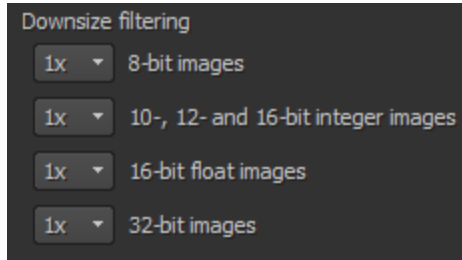 Downsize filtering
1x 8-bit images
1x 10-, 12- and 16-bit integer images
1x 16-bit float images
1x 32-bit images